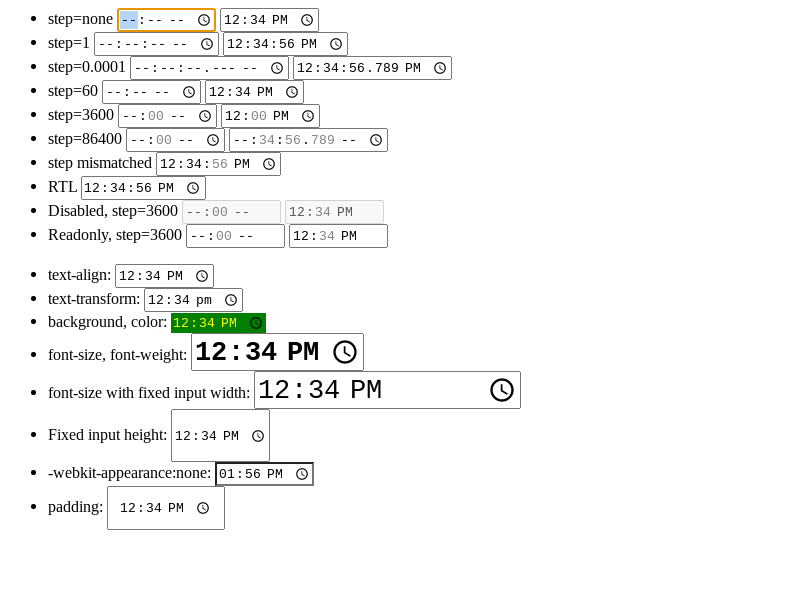 step=none --:-- -- 12:34 PM
step=1 --:--:-- -- 12:34:56 PM
step=0.0001 --:--:--.--- -- 12:34:56.789 PM
step=60 --:-- -- 12:34 PM
step=3600 --:00 -- 12:00 PM
step=86400 --:00 -- --:34:56.789 --
step mismatched 12:34:56 PM
RTL 12:34:56 PM
Disabled, step=3600 --:00 -- 12:34 PM
Readonly, step=3600 --:00 -- 12:34 PM
text-align: 12:34 PM
text-transform: 12:34 pm
background, color: 12:34 PM
font-size, font-weight: 12:34 PM
font-size with fixed input width: 12:34 PM
Fixed input height: 12:34 PM
-webkit-appearance:none: 01:56 PM
padding: 12:34 PM